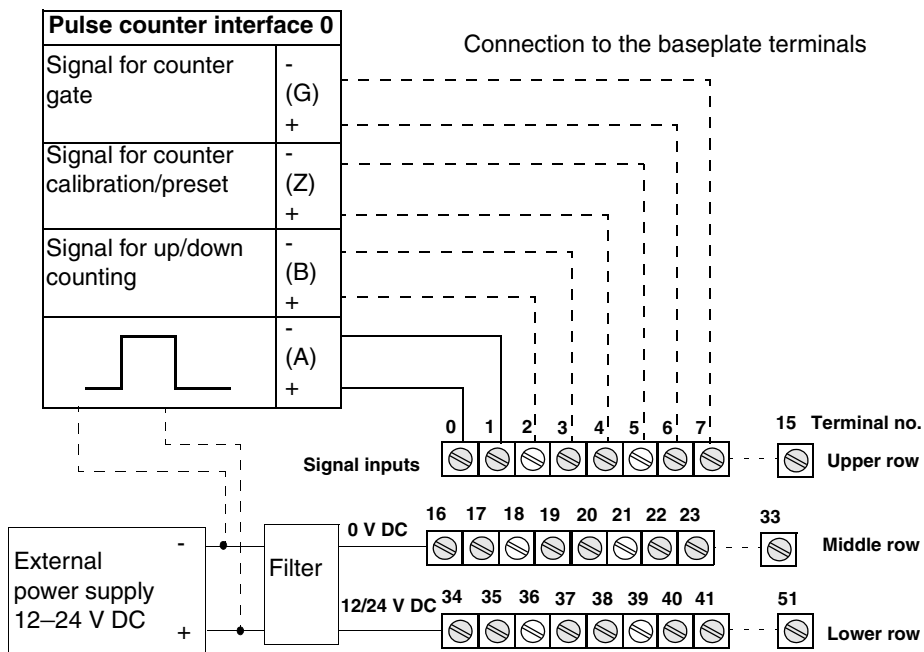 Pulse counter interface 0
Connection to the baseplate terminals
Signal for counter
gate
-
(G)
+
Signal for counter
calibration/preset
-
(Z)
+
Signal for up/down
counting
-
(B)
+
-
(A)
+
0 1 2 3 4 5 6 7 15 Terminal no.
Signal inputs
Upper row
16 17 18 19 20 21 22 23 33
0 V DC
Middle row
External
power supply
12–24 V DC
-
+
Filter
12/24 V DC
34 35 36 37 38 39 40 41 51
Lower row